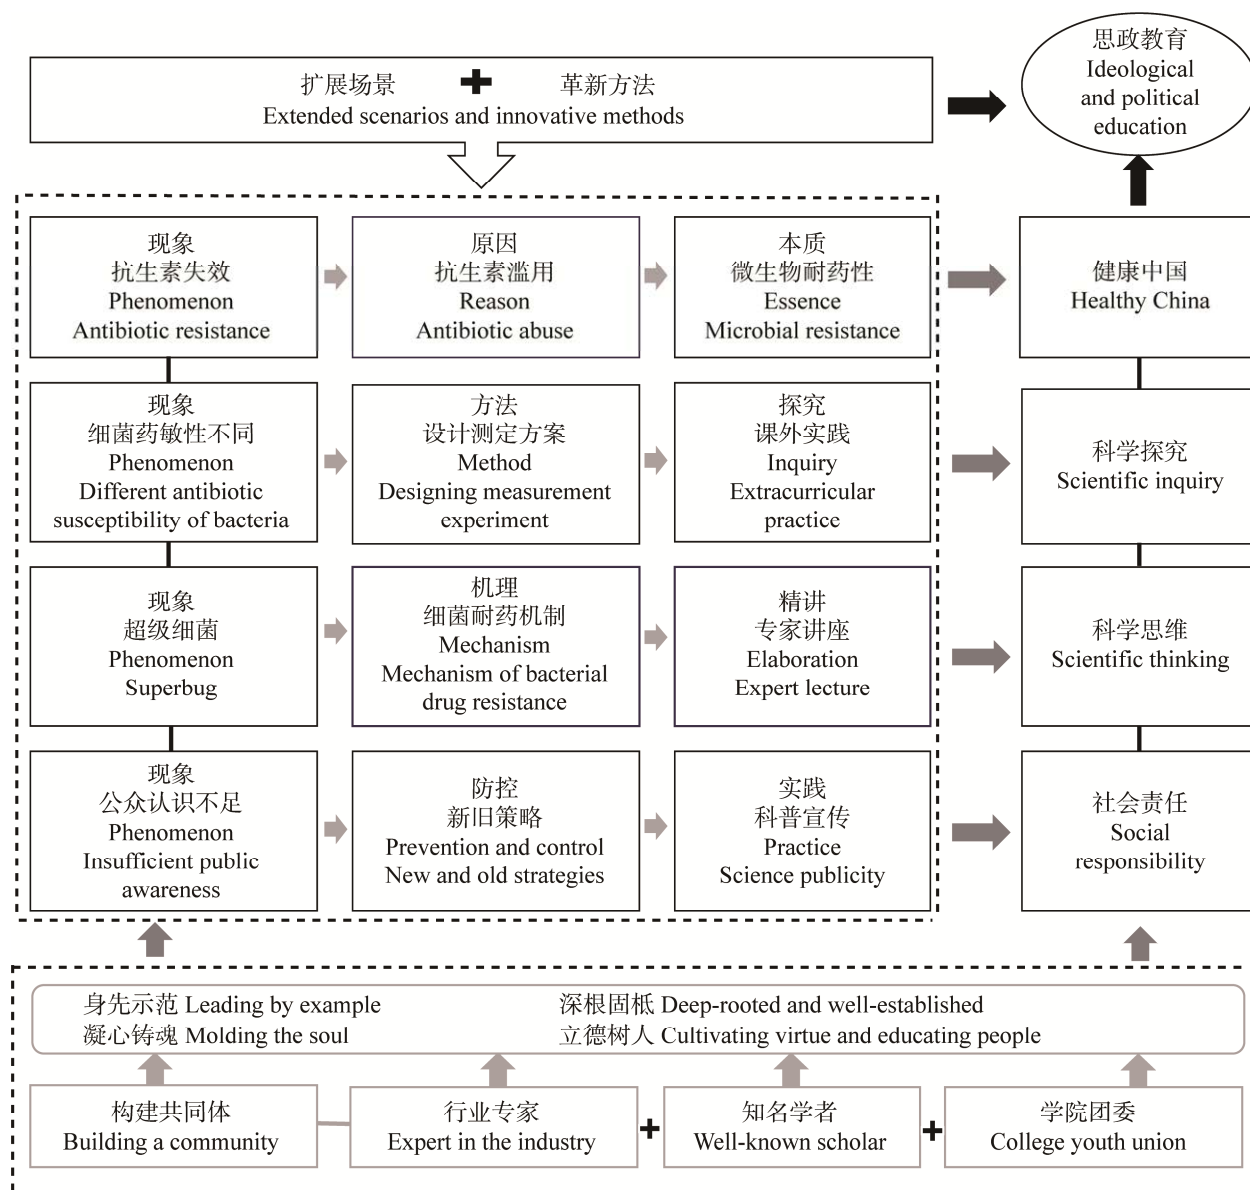 扩展场景 + 革新方法
Extended scenarios and innovative methods
思政教育
Ideological
and political
education
现象
抗生素失效
Phenomenon
Antibiotic resistance
原因
抗生素滥用
Reason
Antibiotic abuse
本质
微生物耐药性
Essence
Microbial resistance
健康中国
Healthy China
现象
细菌药敏性不同
Phenomenon
Different antibiotic
susceptibility of bacteria
方法
设计测定方案
Method
Designing measurement
experiment
探究
课外实践
Inquiry
Extracurricular
practice
科学探究
Scientific inquiry
现象
超级细菌
Phenomenon
Superbug
机理
细菌耐药机制
Mechanism
Mechanism of bacterial
drug resistance
精讲
专家讲座
Elaboration
Expert lecture
科学思维
Scientific thinking
现象
公众认识不足
Phenomenon
Insufficient public
awareness
防控
新旧策略
Prevention and control
New and old strategies
实践
科普宣传
Practice
Science publicity
社会责任
Social
responsibility
身先示范 Leading by example
深根固柢 Deep-rooted and well-established
凝心铸魂 Molding the soul
立德树人 Cultivating virtue and educating people
构建共同体
Building a community
行业专家
Expert in the industry
+
知名学者
Well-known scholar
+
学院团委
College youth union